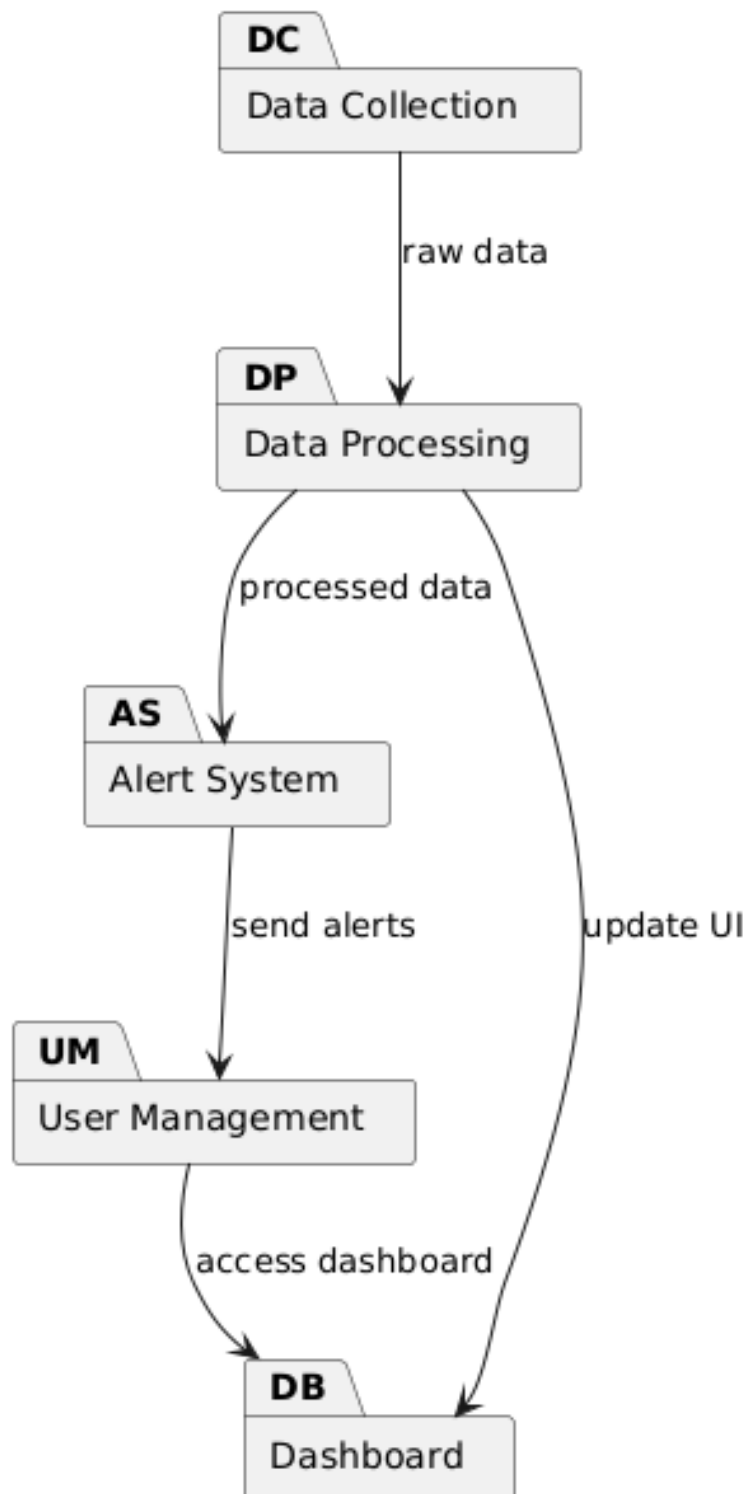 DC
Data Collection
raw data
DP
Data Processing
processed data
AS
Alert System
send alerts
update UI
UM
User Management
access dashboard
DB
Dashboard